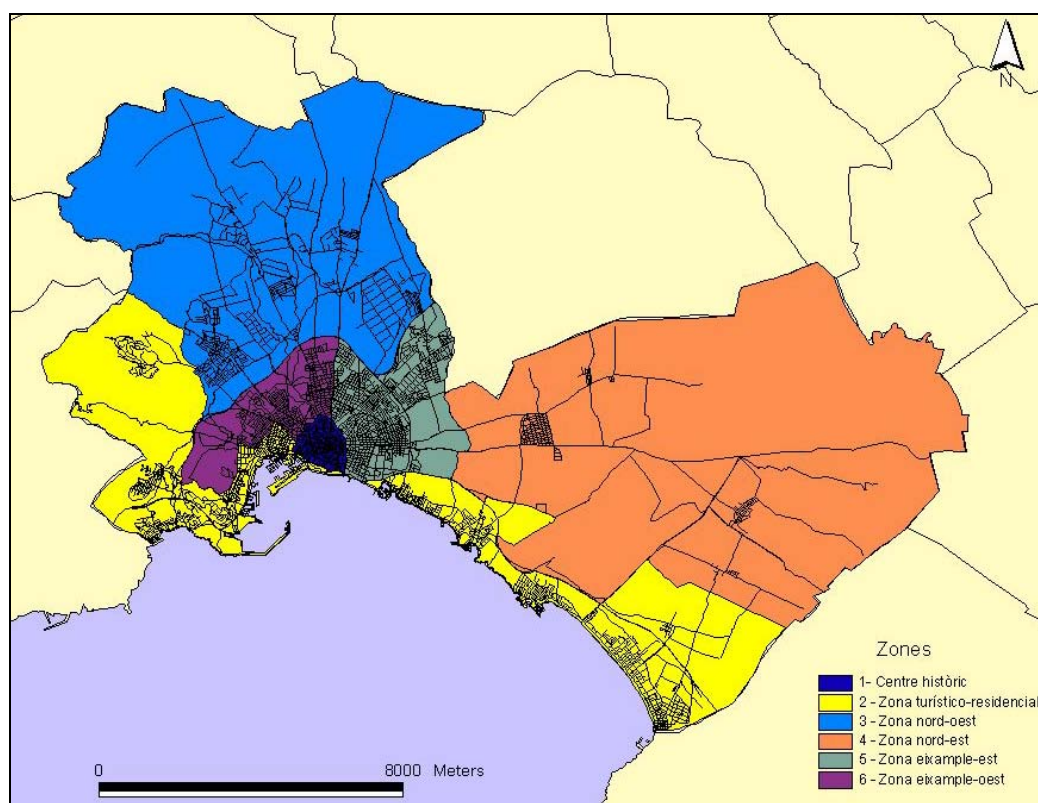 N
Zones
1- Centre històric
2 - Zona turístico-residencial
3 - Zona nord-oest
4 - Zona nord-est
5 - Zona eixample-est
6 - Zona eixample-oest
0 8000 Meters